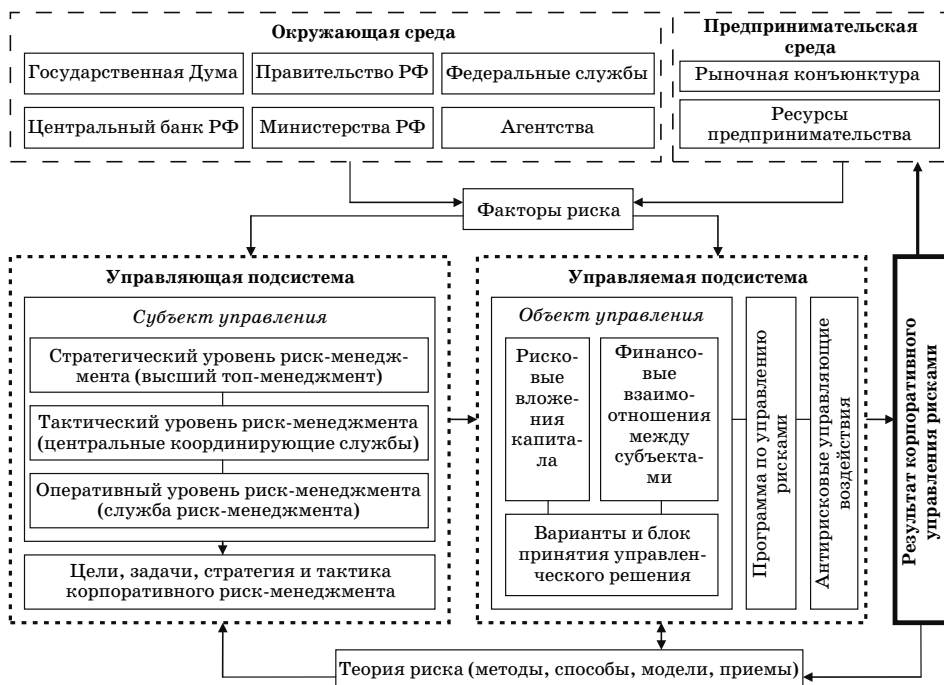 Окружающая среда
Государственная Дума
Правительство РФ
Федеральные службы
Центральный банк РФ
Министерства РФ
Агентства
Предпринимательская
среда
Рыночная конъюнктура
Ресурсы
предпринимательства
Факторы риска
Управляющая подсистема
Субъект управления
Стратегический уровень риск-менедж-
мента (высший топ-менеджмент)
Тактический уровень риск-менеджмента
(центральные координирующие службы)
Оперативный уровень риск-менеджмента
(служба риск-менеджмента)
Цели, задачи, стратегия и тактика
корпоративного риск-менеджмента
Управляемая подсистема
Объект управления
Риско-
вые
вложения
капита-
ла
Финансо-
вые
взаимо-
отношения
между
субъекта-
ми
Варианты и блок
принятия управлен-
ческого решения
Программа по управлению
рисками
Антирисковые управляющие
воздействия
Результат корпоративного
управления рисками
Теория риска (методы, способы, модели, приемы)